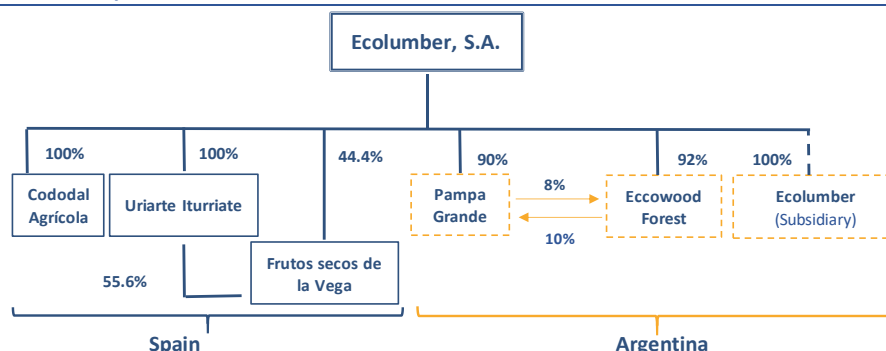 Ecolumber, S.A.
100%
100%
44.4%
90%
92%
100%
Cododal
Agrícola
Uriarte Iturriate
Pampa
Grande
8%
10%
Eccowood
Forest
Ecolumber
(Subsidiary)
55.6%
Frutos secos de
la Vega
Spain
Argentina